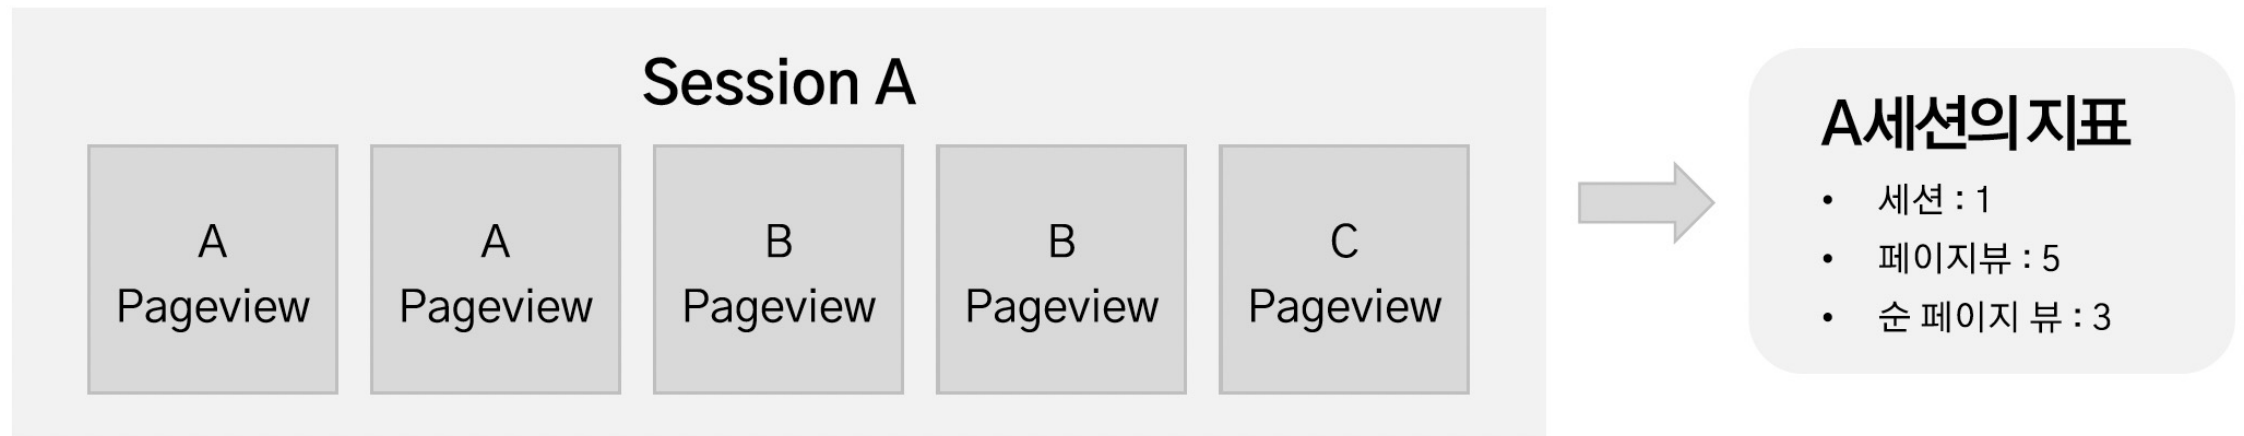 Session A
A
Pageview
A
Pageview
B
Pageview
B
Pageview
C
Pageview
A세션의 지표
• 세션 : 1
• 페이지뷰 : 5
• 순 페이지 뷰 : 3